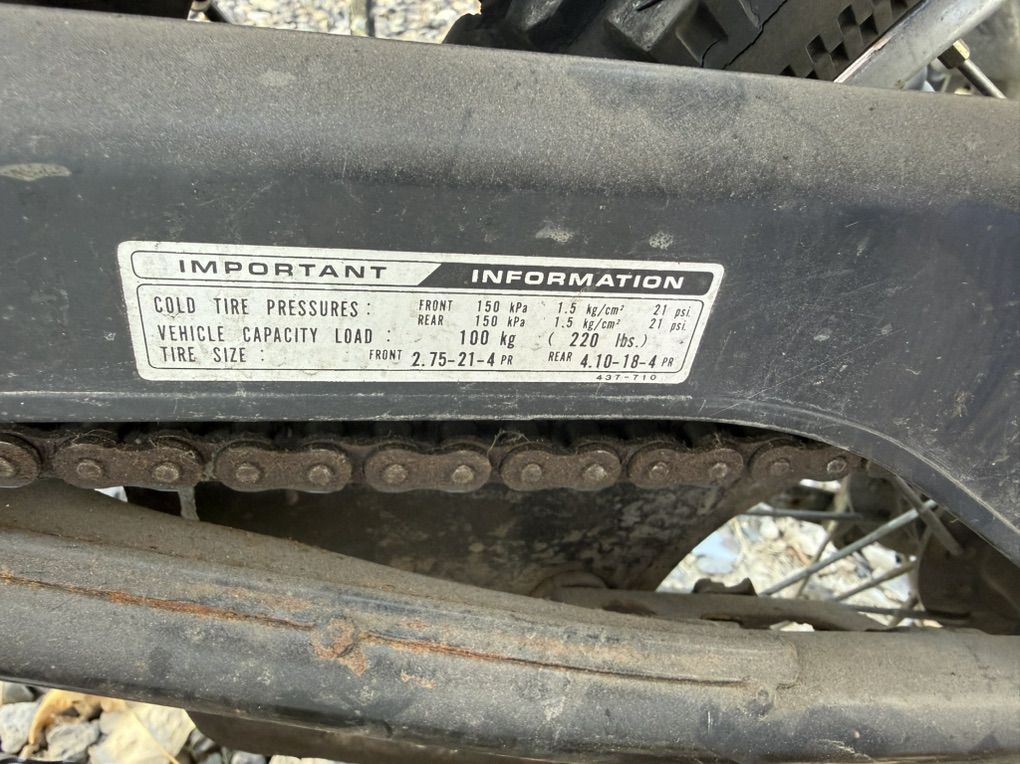 IMPORTANT INFORMATION
COLD TIRE PRESSURES: FRONT 150 kPa 1.5 kg/cm² 21 psi.
REAR 150 kPa 1.5 kg/cm² 21 psi.
VEHICLE CAPACITY LOAD: 100 kg (220 lbs.)
TIRE SIZE: FRONT 2.75-21-4 PR REAR 4.10-18-4 PR
437-710